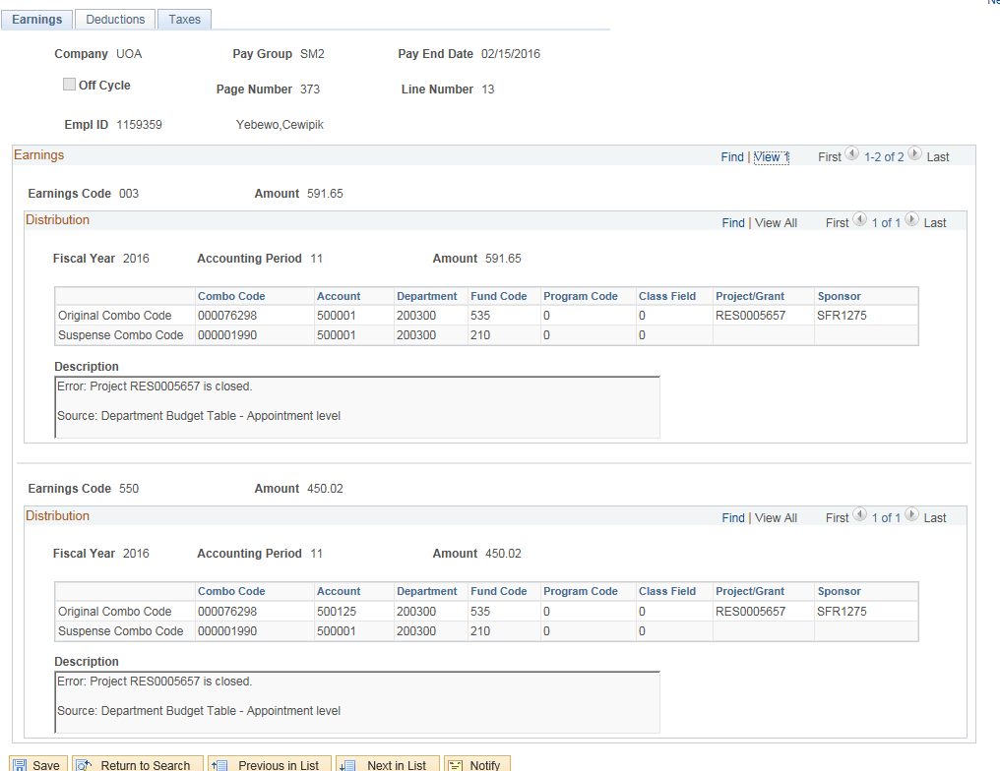 Ne
Earnings Deductions Taxes
Company UOA Pay Group SM2 Pay End Date 02/15/2016
Off Cycle Page Number 373 Line Number 13
Empl ID 1159359 Yebewo,Cewipik
Earnings Find | View 1 First 1-2 of 2 Last
Earnings Code 003 Amount 591.65
Distribution Find | View All First 1 of 1 Last
Fiscal Year 2016 Accounting Period 11 Amount 591.65
Combo Code Account Department Fund Code Program Code Class Field Project/Grant Sponsor
Original Combo Code 000076298 500001 200300 535 0 0 RES0005657 SFR1275
Suspense Combo Code 000001990 500001 200300 210 0 0
Description
Error: Project RES0005657 is closed.
Source: Department Budget Table - Appointment level
Earnings Code 550 Amount 450.02
Distribution Find | View All First 1 of 1 Last
Fiscal Year 2016 Accounting Period 11 Amount 450.02
Combo Code Account Department Fund Code Program Code Class Field Project/Grant Sponsor
Original Combo Code 000076298 500125 200300 535 0 0 RES0005657 SFR1275
Suspense Combo Code 000001990 500001 200300 210 0 0
Description
Error: Project RES0005657 is closed.
Source: Department Budget Table - Appointment level
Save Return to Search Previous in List Next in List Notify